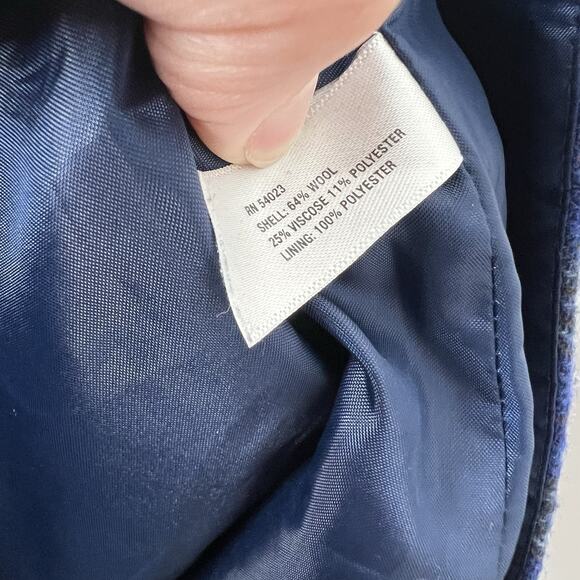 RN 54023
SHELL: 64% WOOL
25% VISCOSE 11% POLYESTER
LINING: 100% POLYESTER